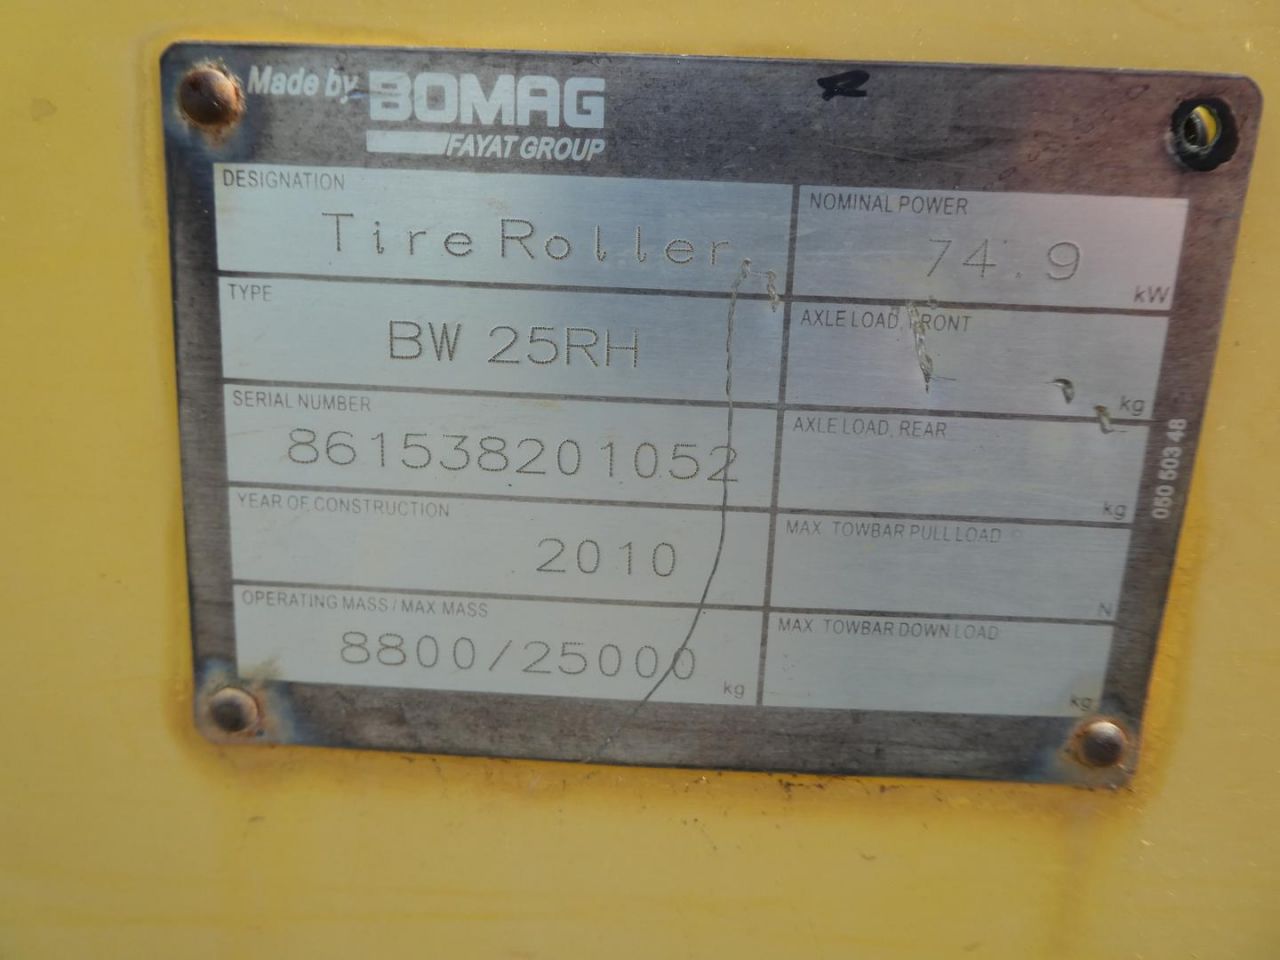 Made by BOMAG
FAYAT GROUP
DESIGNATION
Tire Roller
NOMINAL POWER
74.9
kW
TYPE
BW 25RH
AXLE LOAD, FRONT
kg
SERIAL NUMBER
861538201052
AXLE LOAD, REAR
kg
YEAR OF CONSTRUCTION
2010
MAX TOWBAR PULL LOAD
N
OPERATING MASS / MAX MASS
8800/25000
kg
MAX TOWBAR DOWN LOAD
kg
060 603 48